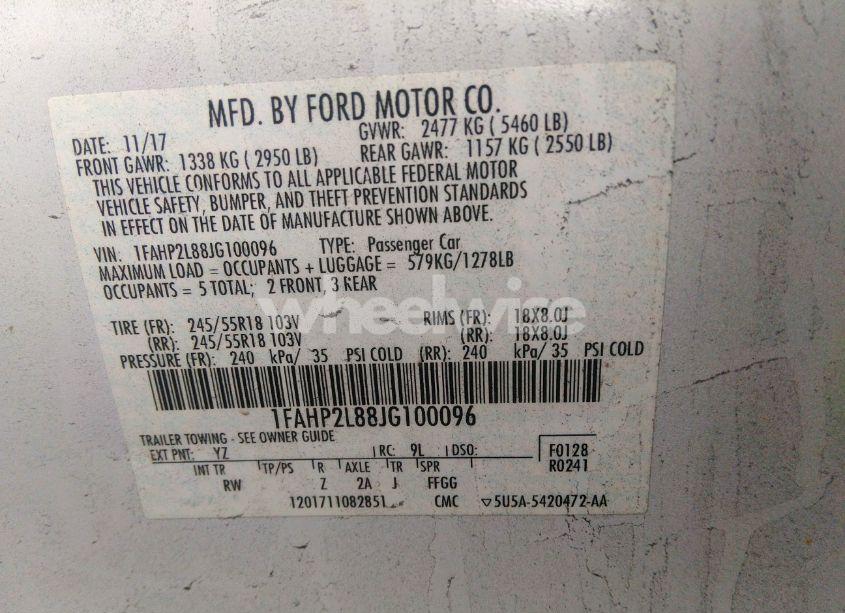 MFD. BY FORD MOTOR CO.
DATE: 11/17 GVWR: 2477 KG ( 5460 LB)
FRONT GAWR: 1338 KG ( 2950 LB) REAR GAWR: 1157 KG ( 2550 LB)
THIS VEHICLE CONFORMS TO ALL APPLICABLE FEDERAL MOTOR
VEHICLE SAFETY, BUMPER, AND THEFT PREVENTION STANDARDS
IN EFFECT ON THE DATE OF MANUFACTURE SHOWN ABOVE.
VIN: 1FAHP2L88JG100096 TYPE: Passenger Car
MAXIMUM LOAD = OCCUPANTS + LUGGAGE = 579KG/1278LB
OCCUPANTS = 5 TOTAL; 2 FRONT, 3 REAR
wheelwire
TIRE (FR): 245/55R18 103V RIMS (FR): 18X8.0J
(RR): 245/55R18 103V (RR): 18X8.0J
PRESSURE (FR): 240 kPa/ 35 PSI COLD (RR): 240 kPa/ 35 PSI COLD
1FAHP2L88JG100096
TRAILER TOWING - SEE OWNER GUIDE
EXT PNT: YZ RC: 9L DSO: F0128
INT TR TP/PS R AXLE TR SPR R0241
RW Z 2A J FFGG
1201711082851 CMC ▽5U5A-5420472-AA